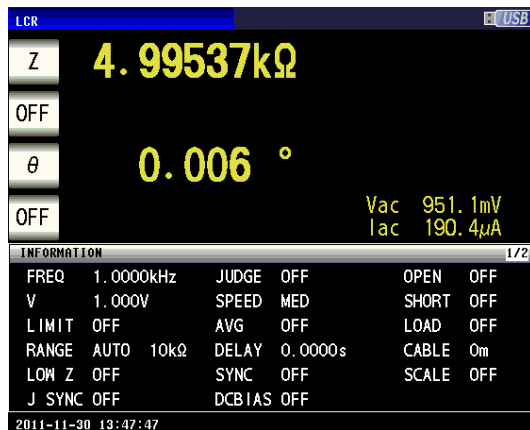 LCR USB
Z 4.99537kΩ
OFF
θ 0.006 °
OFF
Vac 951.1mV
Iac 190.4μA
INFORMATION 1/2
FREQ 1.0000kHz JUDGE OFF OPEN OFF
V 1.000V SPEED MED SHORT OFF
LIMIT OFF AVG OFF LOAD OFF
RANGE AUTO 10kΩ DELAY 0.0000s CABLE 0m
LOW Z OFF SYNC OFF SCALE OFF
J SYNC OFF DCBIAS OFF
2011-11-30 13:47:47